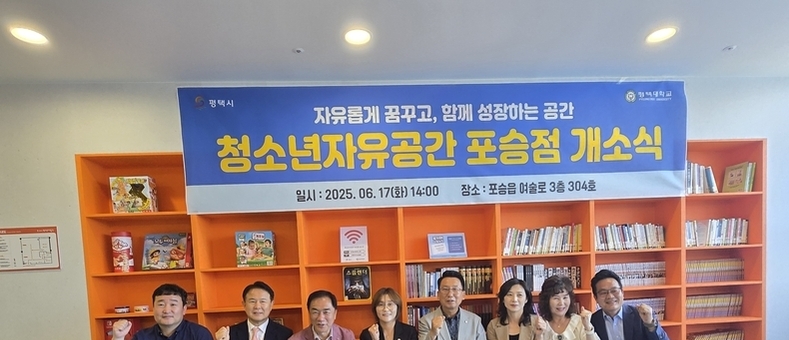 평택시
평택대학교
자유롭게 꿈꾸고, 함께 성장하는 공간
청소년자유공간 포승점 개소식
일시 : 2025. 06. 17(화) 14:00 장소 : 포승읍 여술로 3층 304호